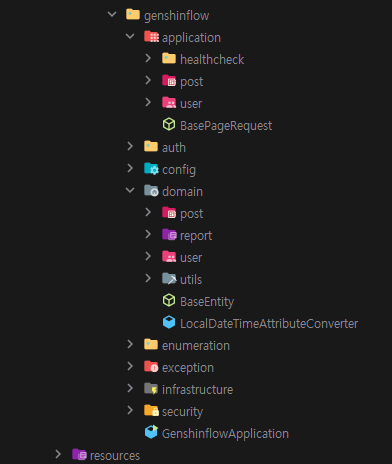 genshinflow
application
healthcheck
post
user
BasePageRequest
auth
config
domain
post
report
user
utils
BaseEntity
LocalDateTimeAttributeConverter
enumeration
exception
infrastructure
security
GenshinflowApplication
resources